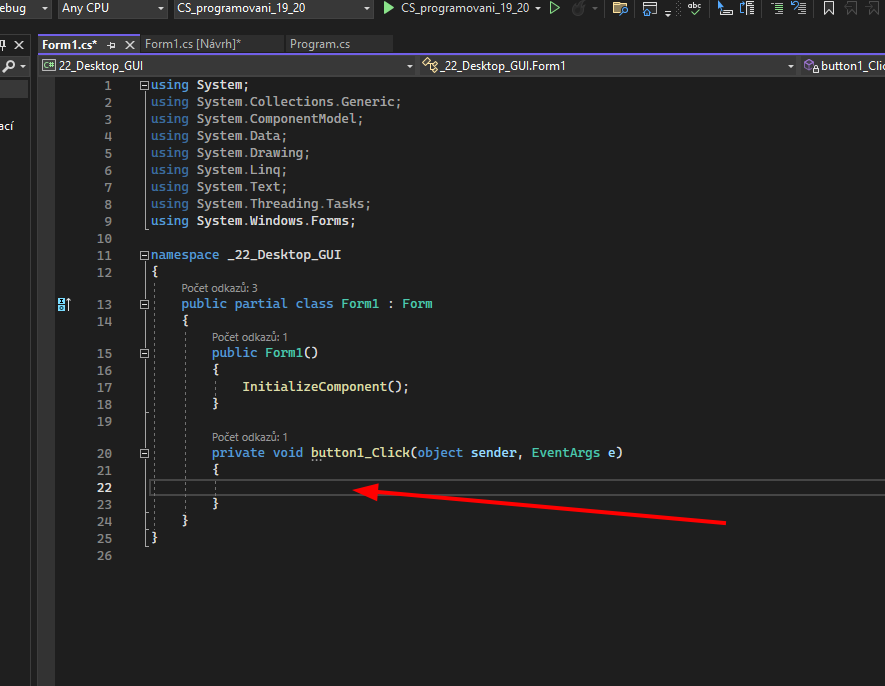 ebug Any CPU CS_programovani_19_20 CS_programovani_19_20
Form1.cs* Form1.cs [Návrh]* Program.cs
C# 22_Desktop_GUI _22_Desktop_GUI.Form1 button1_Clic
ací
1 using System;
2 using System.Collections.Generic;
3 using System.ComponentModel;
4 using System.Data;
5 using System.Drawing;
6 using System.Linq;
7 using System.Text;
8 using System.Threading.Tasks;
9 using System.Windows.Forms;
10
11 namespace _22_Desktop_GUI
12 {
Počet odkazů: 3
13 public partial class Form1 : Form
14 {
Počet odkazů: 1
15 public Form1()
16 {
17 InitializeComponent();
18 }
19
Počet odkazů: 1
20 private void button1_Click(object sender, EventArgs e)
21 {
22
23 }
24 }
25 }
26